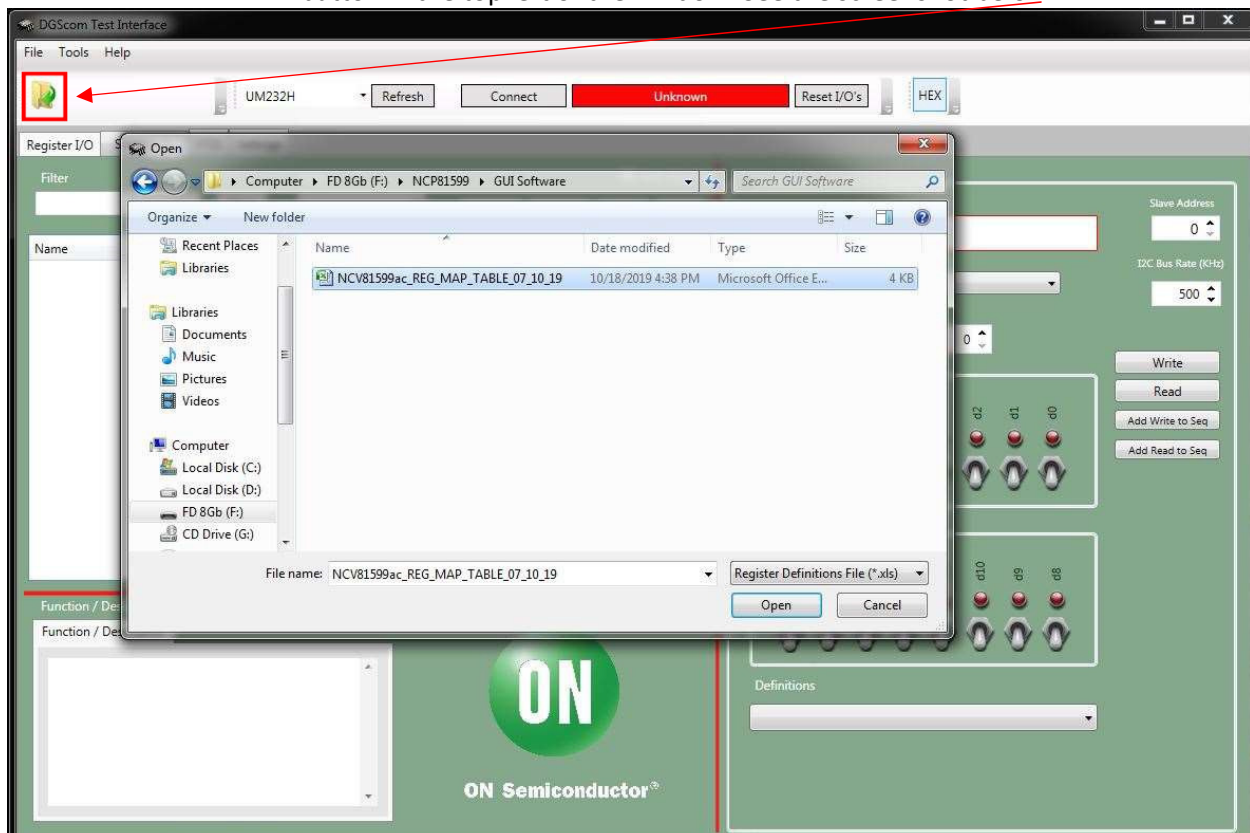 DGScom Test Interface
File Tools Help
UM232H Refresh Connect Unknown Reset I/O's HEX
Register I/O
Open
Filter
Computer FD 8Gb (F:) NCP81599 GUI Software Search GUI Software
Slave Address
0
Organize New folder
Name
Recent Places
Libraries
Name Date modified Type Size
NCV81599ac_REG_MAP_TABLE_07_10_19 10/18/2019 4:38 PM Microsoft Office E... 4 KB
I2C Bus Rate (KHz)
500
Libraries
Documents
Music
Pictures
Videos
0
Write
Read
Add Write to Seq
Add Read to Seq
d2 d1 d0
Computer
Local Disk (C:)
Local Disk (D:)
FD 8Gb (F:)
CD Drive (G:)
File name: NCV81599ac_REG_MAP_TABLE_07_10_19 Register Definitions File (*.xls)
Open Cancel
d10 d9 d8
Function / De
Function / De
Definitions
ON
ON Semiconductor®